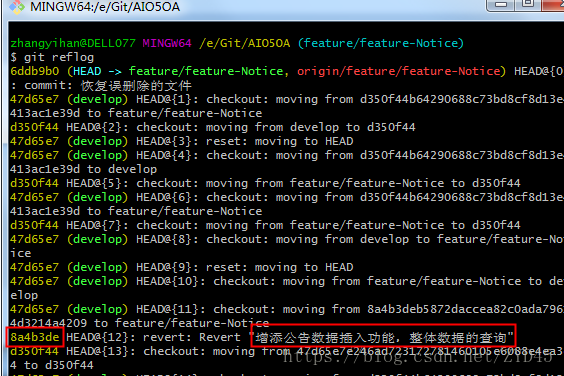 MINGW64:/e/Git/AIO5OA
zhangyihan@DELL077 MINGW64 /e/Git/AIO5OA (feature/feature-Notice)
$ git reflog
6ddb9b0 (HEAD -> feature/feature-Notice, origin/feature/feature-Notice) HEAD@{0
: commit: 恢复误删除的文件
47d65e7 (develop) HEAD@{1}: checkout: moving from d350f44b64290688c73bd8cf8d13e
413ac1e39d to feature/feature-Notice
d350f44 HEAD@{2}: checkout: moving from develop to d350f44
47d65e7 (develop) HEAD@{3}: reset: moving to HEAD
47d65e7 (develop) HEAD@{4}: checkout: moving from d350f44b64290688c73bd8cf8d13e
413ac1e39d to develop
d350f44 HEAD@{5}: checkout: moving from feature/feature-Notice to d350f44
47d65e7 (develop) HEAD@{6}: checkout: moving from d350f44b64290688c73bd8cf8d13e
413ac1e39d to feature/feature-Notice
d350f44 HEAD@{7}: checkout: moving from feature/feature-Notice to d350f44
47d65e7 (develop) HEAD@{8}: checkout: moving from develop to feature/feature-No
ice
47d65e7 (develop) HEAD@{9}: reset: moving to HEAD
47d65e7 (develop) HEAD@{10}: checkout: moving from feature/feature-Notice to de
elop
47d65e7 (develop) HEAD@{11}: checkout: moving from 8a4b3deb5872daccea82c0ada796
4d3214a4209 to feature/feature-Notice
8a4b3de HEAD@{12}: revert: Revert "增添公告数据插入功能，整体数据的查询"
d350f44 HEAD@{13}: checkout: moving from
4 to d350f44